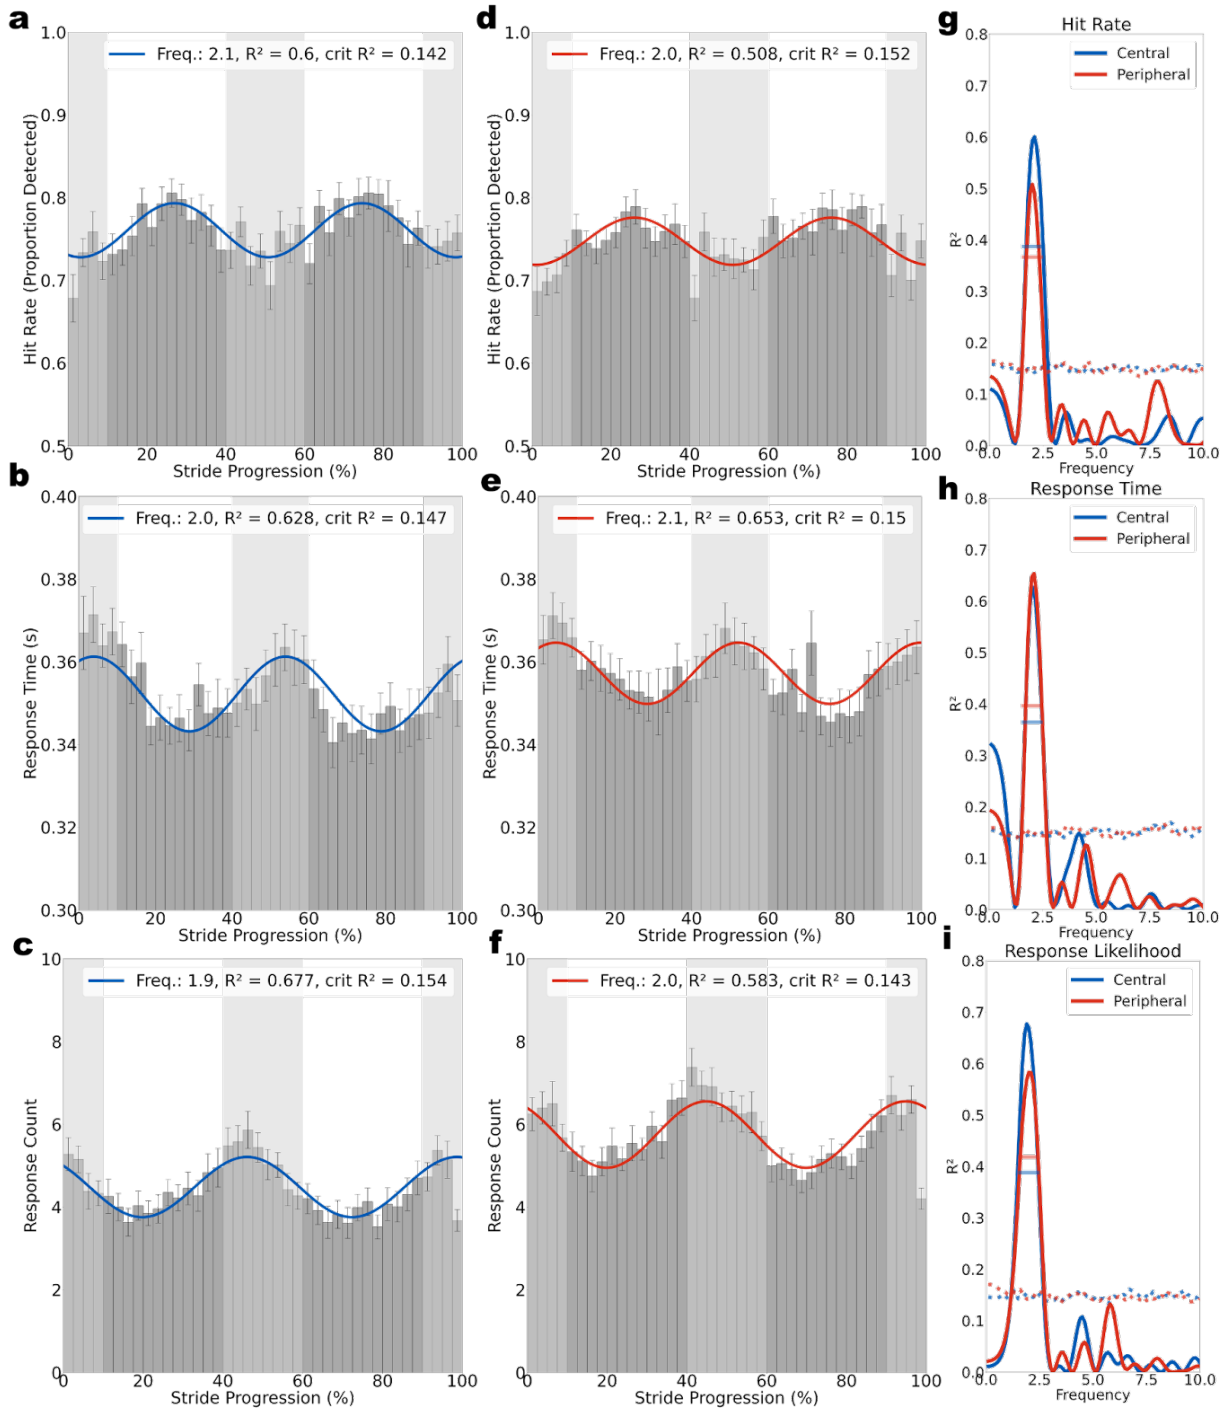 a
1.0
0.9
0.8
0.7
0.6
0.5
Hit Rate (Proportion Detected)
Freq.: 2.1, R² = 0.6, crit R² = 0.142
0
20
40
60
80
100
Stride Progression (%)
d
1.0
0.9
0.8
0.7
0.6
0.5
Hit Rate (Proportion Detected)
Freq.: 2.0, R² = 0.508, crit R² = 0.152
0
20
40
60
80
100
Stride Progression (%)
g
Hit Rate
Central
Peripheral
0.8
0.7
0.6
0.5
0.4
0.3
0.2
0.1
0.0
R²
0.0
2.5
5.0
7.5
10.0
Frequency
b
0.40
0.38
0.36
0.34
0.32
0.30
Response Time (s)
Freq.: 2.0, R² = 0.628, crit R² = 0.147
0
20
40
60
80
100
Stride Progression (%)
e
0.40
0.38
0.36
0.34
0.32
0.30
Response Time (s)
Freq.: 2.1, R² = 0.653, crit R² = 0.15
0
20
40
60
80
100
Stride Progression (%)
h
Response Time
Central
Peripheral
0.8
0.7
0.6
0.5
0.4
0.3
0.2
0.1
0.0
R²
0.0
2.5
5.0
7.5
10.0
Frequency
c
10
8
6
4
2
0
Response Count
Freq.: 1.9, R² = 0.677, crit R² = 0.154
0
20
40
60
80
100
Stride Progression (%)
f
10
8
6
4
2
0
Response Count
Freq.: 2.0, R² = 0.583, crit R² = 0.143
0
20
40
60
80
100
Stride Progression (%)
i
Response Likelihood
Central
Peripheral
0.8
0.7
0.6
0.5
0.4
0.3
0.2
0.1
0.0
R²
0.0
2.5
5.0
7.5
10.0
Frequency